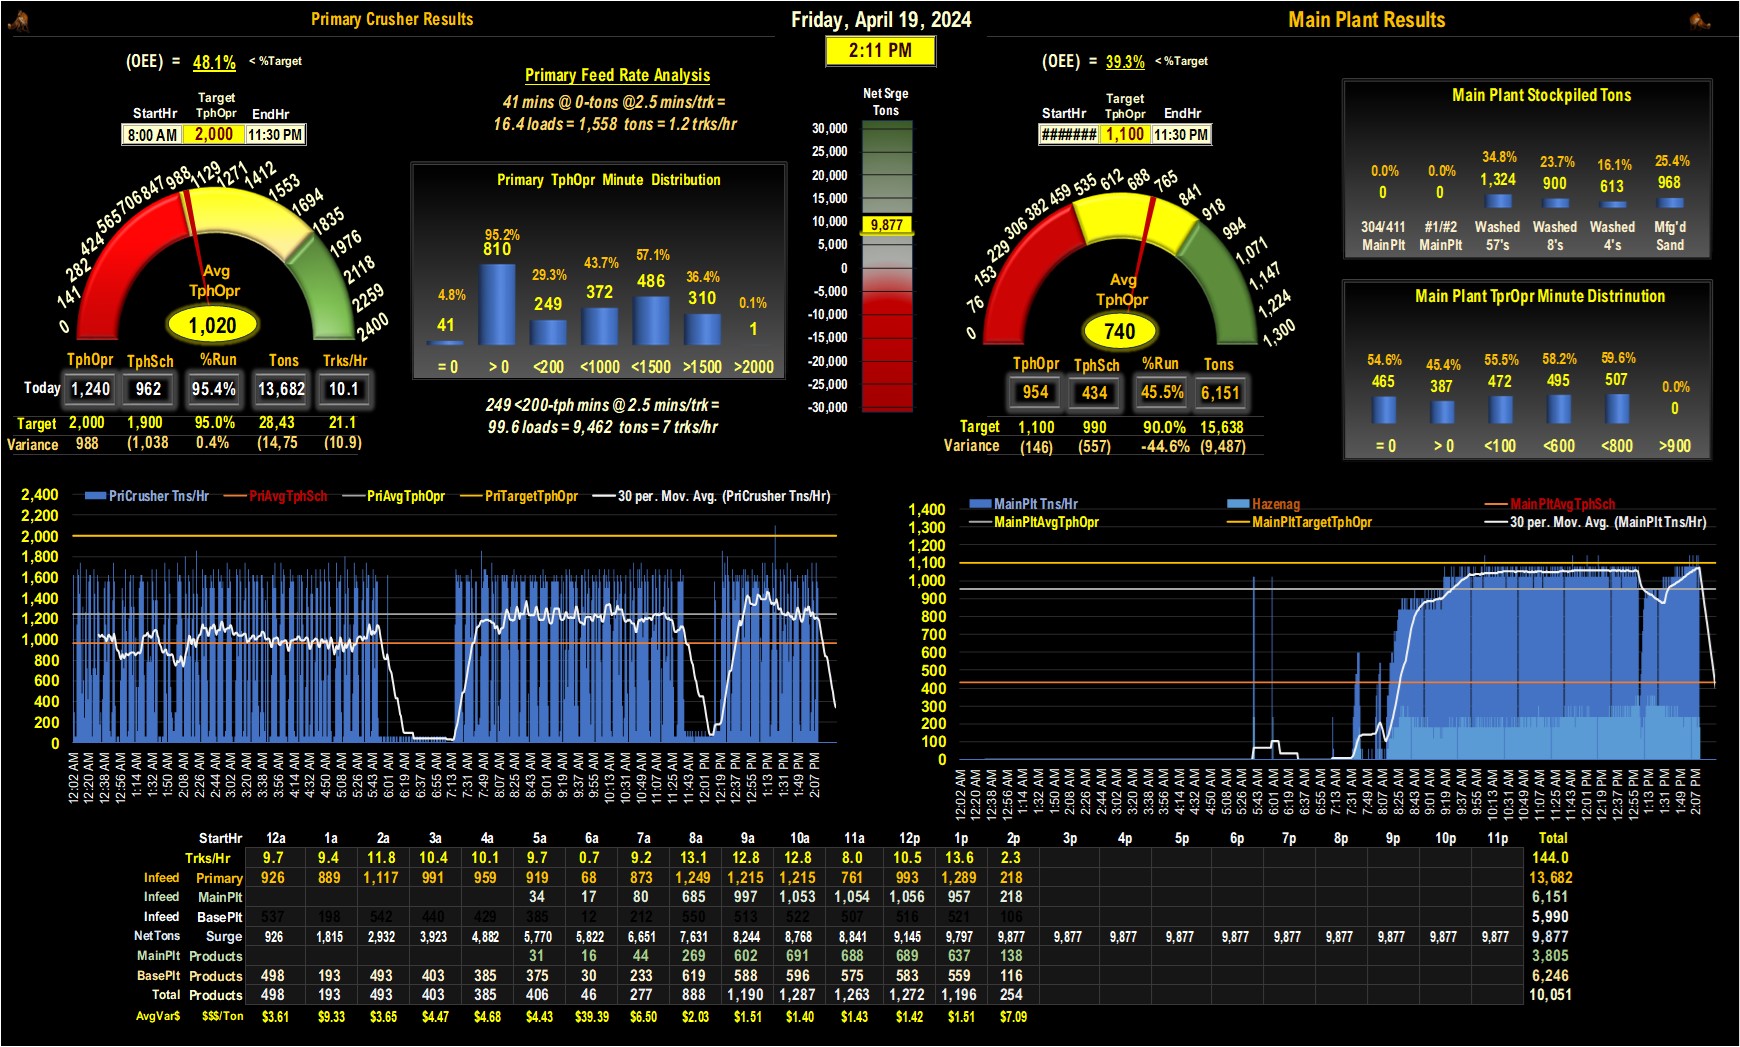 Primary Crusher Results
Friday, April 19, 2024
Main Plant Results
2:11 PM
(OEE) = 48.1% < %Target
Target
StartHr TphOpr EndHr
8:00 AM 2,000 11:30 PM
0 141 282 424 565 706 847 988 1129 1271 1412 1553 1694 1835 1976 2118 2259 2400
Avg
TphOpr
1,020
TphOpr TphSch %Run Tons Trks/Hr
Today 1,240 962 95.4% 13,682 10.1
Target 2,000 1,900 95.0% 28,43 21.1
Variance 988 (1,038 0.4% (14,75 (10.9)
Primary Feed Rate Analysis
41 mins @ 0-tons @2.5 mins/trk =
16.4 loads = 1,558 tons = 1.2 trks/hr
Primary TphOpr Minute Distribution
4.8% 95.2% 29.3% 43.7% 57.1% 36.4% 0.1%
41 810 249 372 486 310 1
= 0 > 0 <200 <1000 <1500 >1500 >2000
249 <200-tph mins @ 2.5 mins/trk =
99.6 loads = 9,462 tons = 7 trks/hr
Net Srge
Tons
30,000
25,000
20,000
15,000
10,000
9,877
5,000
0
-5,000
-10,000
-15,000
-20,000
-25,000
-30,000
(OEE) = 39.3% < %Target
Target
StartHr TphOpr EndHr
####### 1,100 11:30 PM
0 76 153 229 306 382 459 535 612 688 765 841 918 994 1,071 1,147 1,224 1,300
Avg
TphOpr
740
TphOpr TphSch %Run Tons
954 434 45.5% 6,151
Target 1,100 990 90.0% 15,638
Variance (146) (557) -44.6% (9,487)
Main Plant Stockpiled Tons
0.0% 0.0% 34.8% 23.7% 16.1% 25.4%
0 0 1,324 900 613 968
304/411 #1/#2 Washed Washed Washed Mfg'd
MainPlt MainPlt 57's 8's 4's Sand
Main Plant TprOpr Minute Distrinution
54.6% 45.4% 55.5% 58.2% 59.6% 0.0%
465 387 472 495 507 0
= 0 > 0 <100 <600 <800 >900
PriCrusher Tns/Hr PriAvgTphSch PriAvgTphOpr PriTargetTphOpr 30 per. Mov. Avg. (PriCrusher Tns/Hr)
2,400
2,200
2,000
1,800
1,600
1,400
1,200
1,000
800
600
400
200
0
12:02 AM 12:20 AM 12:38 AM 12:56 AM 1:14 AM 1:32 AM 1:50 AM 2:08 AM 2:26 AM 2:44 AM 3:02 AM 3:20 AM 3:38 AM 3:56 AM 4:14 AM 4:32 AM 4:50 AM 5:08 AM 5:26 AM 5:43 AM 6:01 AM 6:19 AM 6:37 AM 6:55 AM 7:13 AM 7:31 AM 7:49 AM 8:07 AM 8:25 AM 8:43 AM 9:01 AM 9:19 AM 9:37 AM 9:55 AM 10:13 AM 10:31 AM 10:49 AM 11:07 AM 11:25 AM 11:43 AM 12:01 PM 12:19 PM 12:37 PM 12:55 PM 1:13 PM 1:31 PM 1:49 PM 2:07 PM
MainPlt Tns/Hr Hazenag MainPltAvgTphSch
MainPltAvgTphOpr MainPltTargetTphOpr 30 per. Mov. Avg. (MainPlt Tns/Hr)
1,400
1,300
1,200
1,100
1,000
900
800
700
600
500
400
300
200
100
0
12:02 AM 12:20 AM 12:38 AM 12:56 AM 1:14 AM 1:32 AM 1:50 AM 2:08 AM 2:26 AM 2:44 AM 3:02 AM 3:20 AM 3:38 AM 3:56 AM 4:14 AM 4:32 AM 4:50 AM 5:08 AM 5:26 AM 5:43 AM 6:01 AM 6:19 AM 6:37 AM 6:55 AM 7:13 AM 7:31 AM 7:49 AM 8:07 AM 8:25 AM 8:43 AM 9:01 AM 9:19 AM 9:37 AM 9:55 AM 10:13 AM 10:31 AM 10:49 AM 11:07 AM 11:25 AM 11:43 AM 12:01 PM 12:19 PM 12:37 PM 12:55 PM 1:13 PM 1:31 PM 1:49 PM 2:07 PM
StartHr 12a 1a 2a 3a 4a 5a 6a 7a 8a 9a 10a 11a 12p 1p 2p 3p 4p 5p 6p 7p 8p 9p 10p 11p Total
Trks/Hr 9.7 9.4 11.8 10.4 10.1 9.7 0.7 9.2 13.1 12.8 12.8 8.0 10.5 13.6 2.3 144.0
Infeed Primary 926 889 1,117 991 959 919 68 873 1,249 1,215 1,215 761 993 1,289 218 13,682
Infeed MainPlt 34 17 80 685 997 1,053 1,054 1,056 957 218 6,151
Infeed BasePlt 537 198 542 440 429 385 12 212 550 513 522 507 516 521 106 5,990
NetTons Surge 926 1,815 2,932 3,923 4,882 5,770 5,822 6,651 7,631 8,244 8,768 8,841 9,145 9,797 9,877 9,877 9,877 9,877 9,877 9,877 9,877 9,877 9,877 9,877 9,877
MainPlt Products 31 16 44 269 602 691 688 689 637 138 3,805
BasePlt Products 498 193 493 403 385 375 30 233 619 588 596 575 583 559 116 6,246
Total Products 498 193 493 403 385 406 46 277 888 1,190 1,287 1,263 1,272 1,196 254 10,051
AvgVar$ $$$/Ton $3.61 $9.33 $3.65 $4.47 $4.68 $4.43 $39.39 $6.50 $2.03 $1.51 $1.40 $1.43 $1.42 $1.51 $7.09